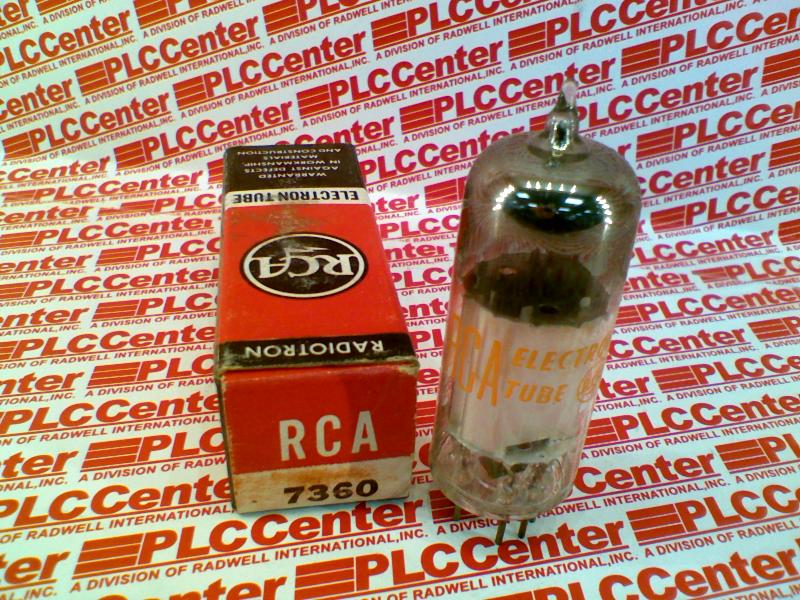 PLCCenter
A DIVISION OF RADWELL INTERNATIONAL, INC.
WARRANTED
AGAINST DEFECTS
IN WORKMANSHIP,
MATERIALS
AND CONSTRUCTION
ELECTRON TUBE
RCA
RADIOTRON
RCA
7360
RCA ELECTRON
TUBE